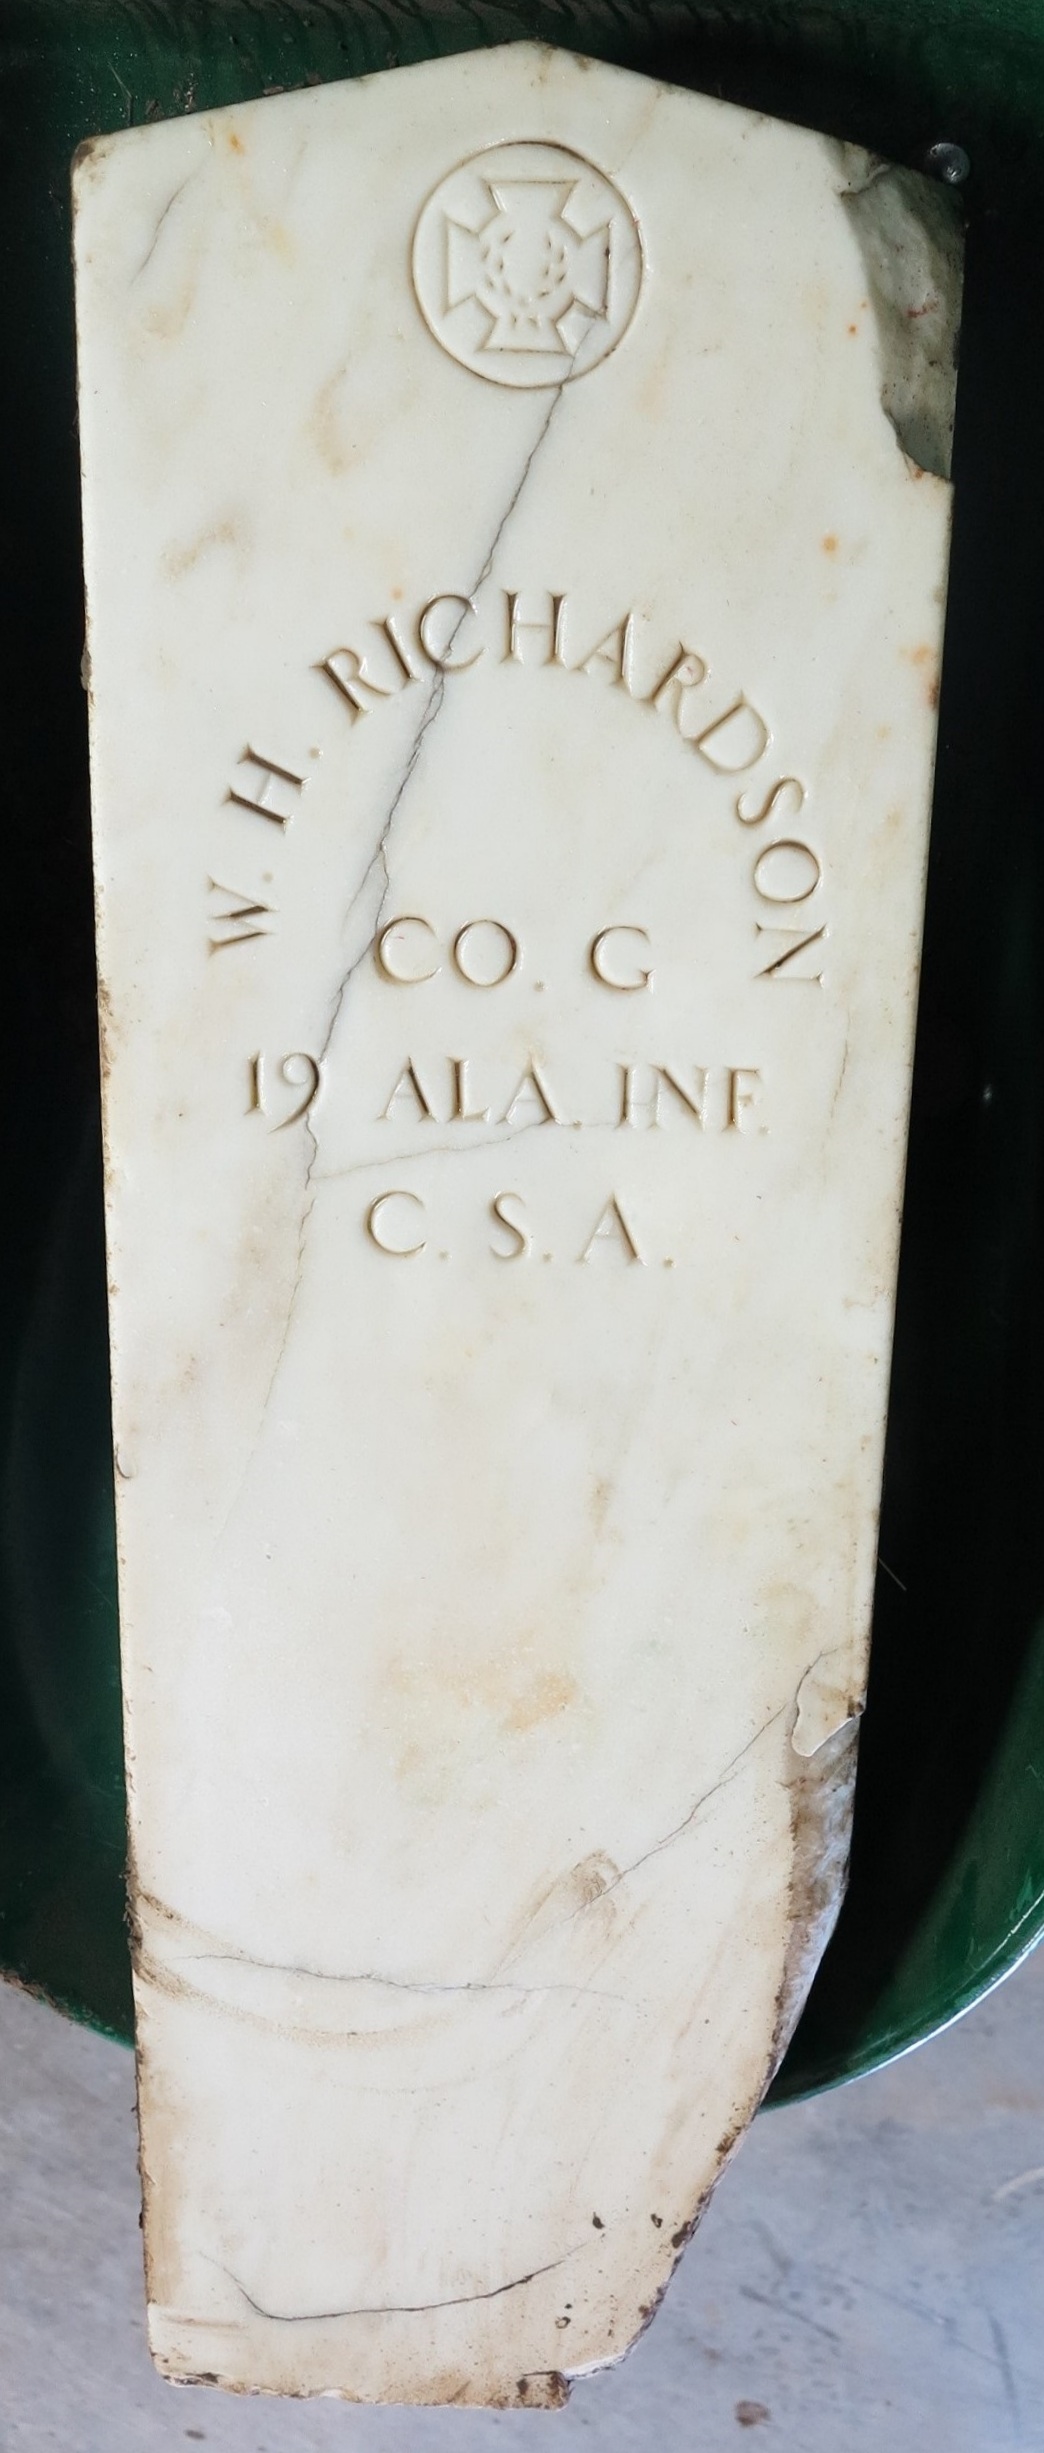 W. H. RICHARDSON
CO. G
19 ALA. INF.
C. S. A.